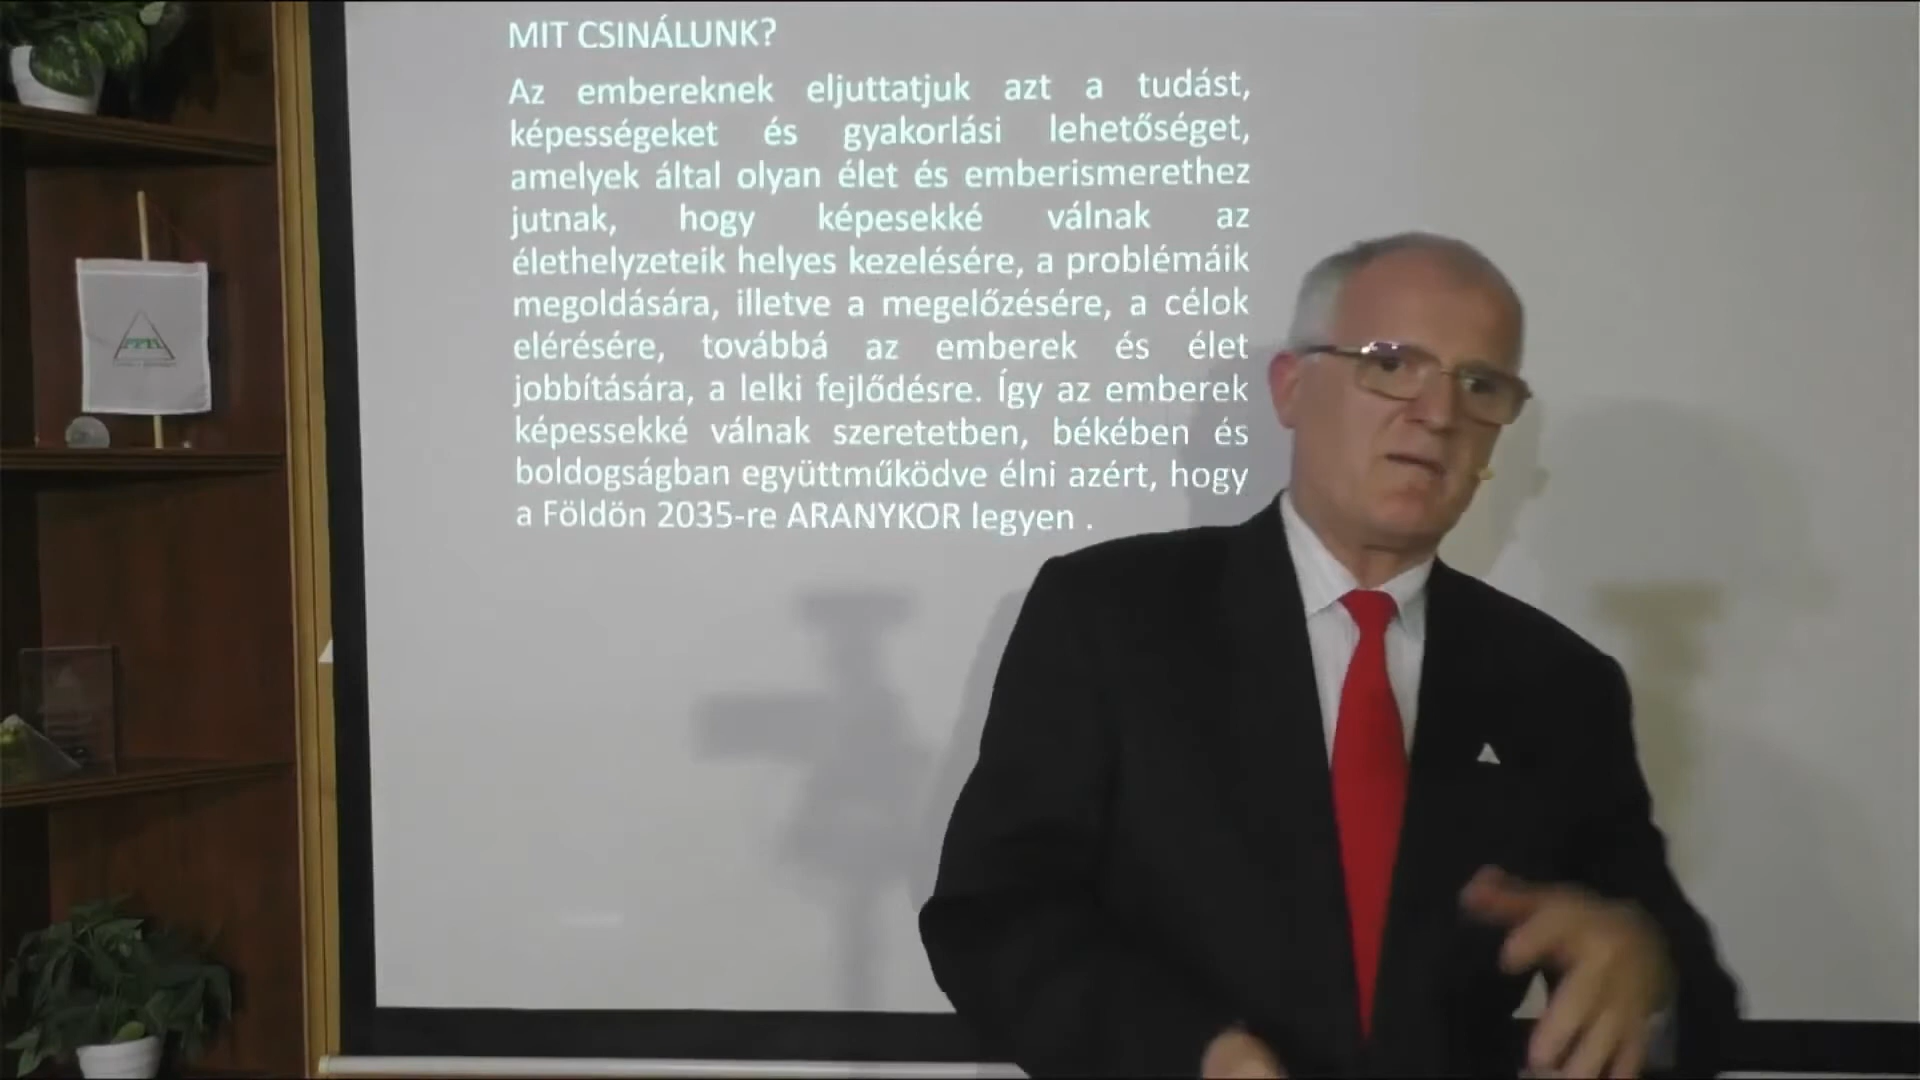 MIT CSINÁLUNK?
Az embereknek eljuttatjuk azt a tudást,
képességeket és gyakorlási lehetőséget,
amelyek által olyan élet és emberismerethez
jutnak, hogy képesekké válnak az
élethelyzeteik helyes kezelésére, a problémáik
megoldására, illetve a megelőzésére, a célok
elérésére, továbbá az emberek és élet
jobbítására, a lelki fejlődésre. Így az emberek
képessekké válnak szeretetben, békében és
boldogságban együttműködve élni azért, hogy
a Földön 2035-re ARANYKOR legyen .